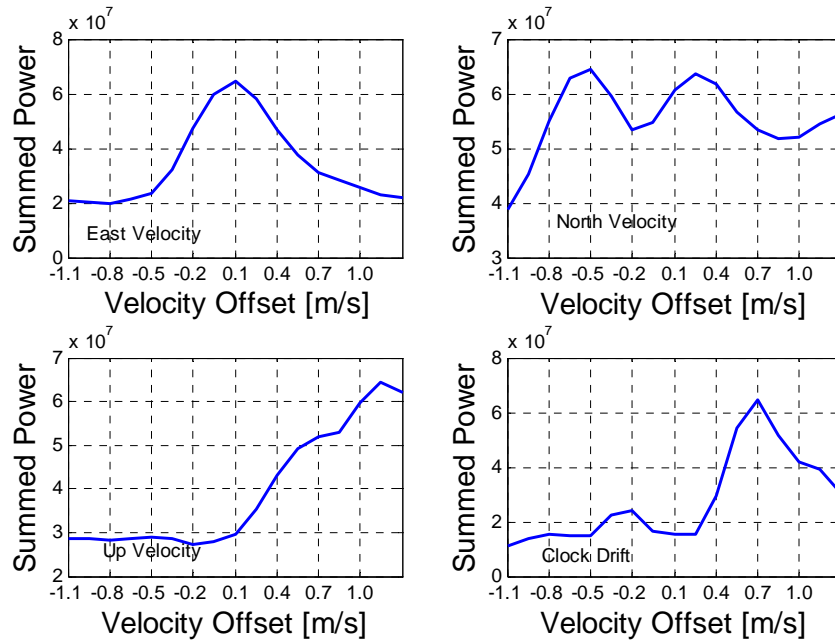 x 10^7
8
6
4
2
0
Summed Power
East Velocity
-1.1 -0.8 -0.5 -0.2 0.1 0.4 0.7 1.0
Velocity Offset [m/s]
x 10^7
7
6
5
4
3
Summed Power
North Velocity
-1.1 -0.8 -0.5 -0.2 0.1 0.4 0.7 1.0
Velocity Offset [m/s]
x 10^7
7
6
5
4
3
2
Summed Power
Up Velocity
-1.1 -0.8 -0.5 -0.2 0.1 0.4 0.7 1.0
Velocity Offset [m/s]
x 10^7
8
6
4
2
0
Summed Power
Clock Drift
-1.1 -0.8 -0.5 -0.2 0.1 0.4 0.7 1.0
Velocity Offset [m/s]